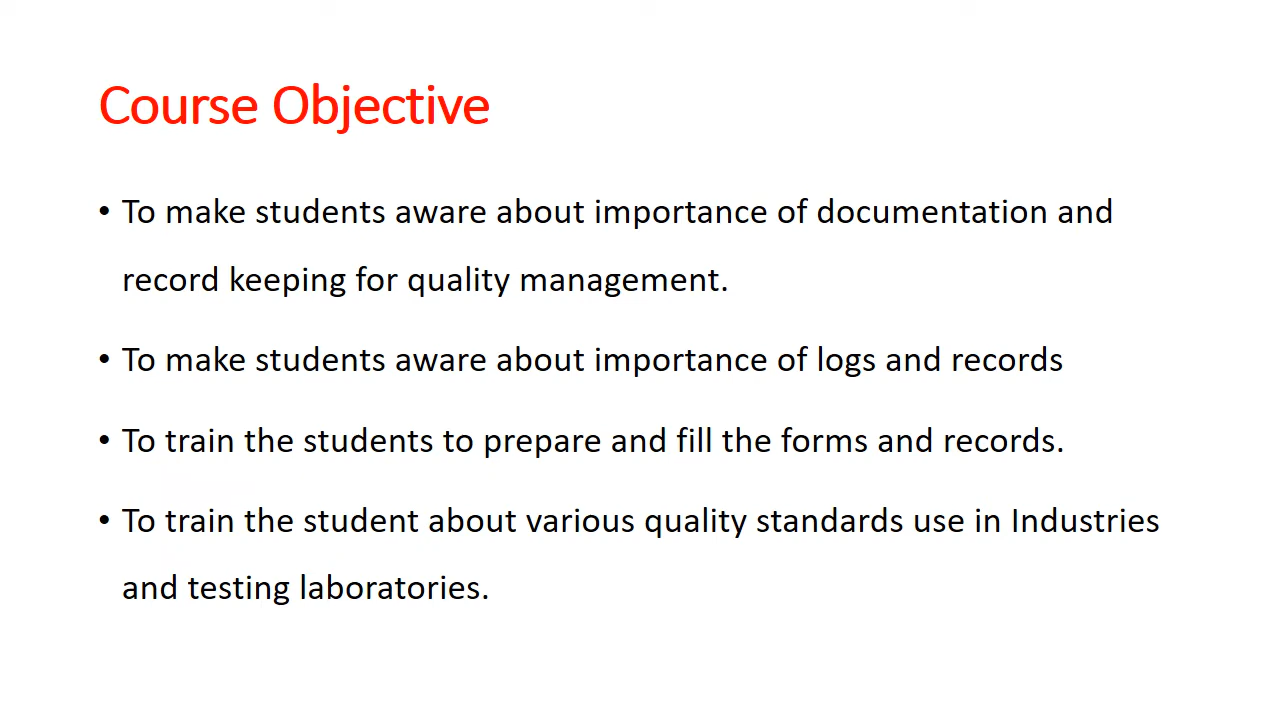 Course Objective
• To make students aware about importance of documentation and
record keeping for quality management.
• To make students aware about importance of logs and records
• To train the students to prepare and fill the forms and records.
• To train the student about various quality standards use in Industries
and testing laboratories.